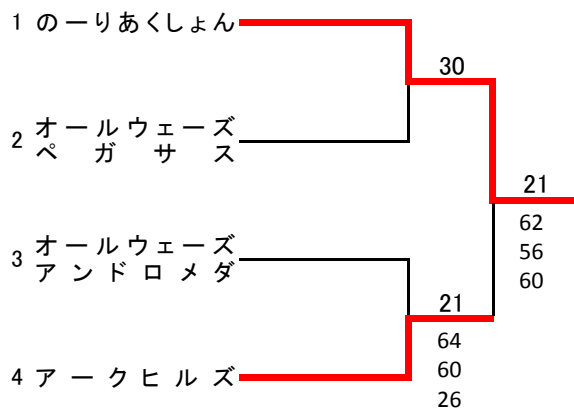 1 のーりあくしょん
30
2 オールウェーズ
ペガサス
21
62
56
60
3 オールウェーズ
アンドロメダ
21
64
60
26
4 アークヒルズ